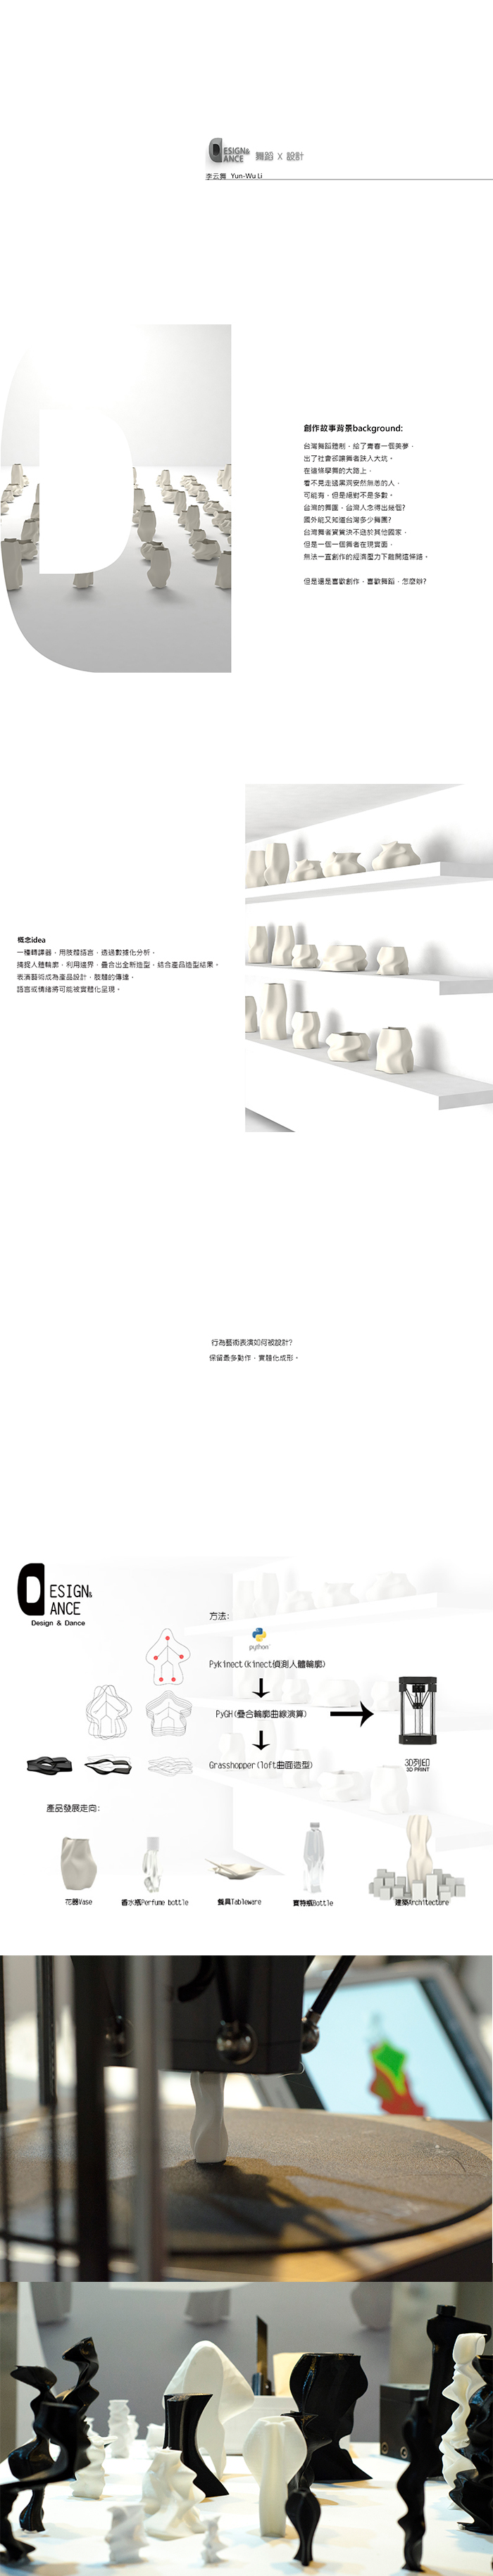 DESIGN&
DANCE
舞蹈 X 設計
李云舞 Yun-Wu Li
創作故事背景background:
台灣舞蹈體制，給了青春一個美夢，
出了社會卻讓舞者跌入大坑。
在這條學舞的大路上，
看不見走過黑洞安然無恙的人，
可能有，但是絕對不是多數。
台灣的舞團，台灣人念得出幾個?
國外能又知道台灣多少舞團?
台灣舞者資質決不遜於其他國家，
但是一個一個舞者在現實面，
無法一直創作的經濟壓力下離開這條路。
但是還是喜歡創作，喜歡舞蹈，怎麼辦?
概念idea
一種轉譯器，用肢體語言，透過數據化分析，
捕捉人體輪廓，利用邊界，疊合出全新造型，結合產品造型結果。
表演藝術成為產品設計，肢體的傳達，
語言或情緒將可能被實體化呈現。
行為藝術表演如何被設計?
保留最多動作，實體化成形。
DESIGN&
DANCE
Design & Dance
方法:
python
Pykinect(kinect偵測人體輪廓)
PyGH(疊合輪廓曲線演算)
Grasshopper(loft曲面造型)
3D列印
3D PRINT
產品發展走向:
花器Vase
香水瓶Perfume bottle
餐具Tableware
寶特瓶Bottle
建築Architecture